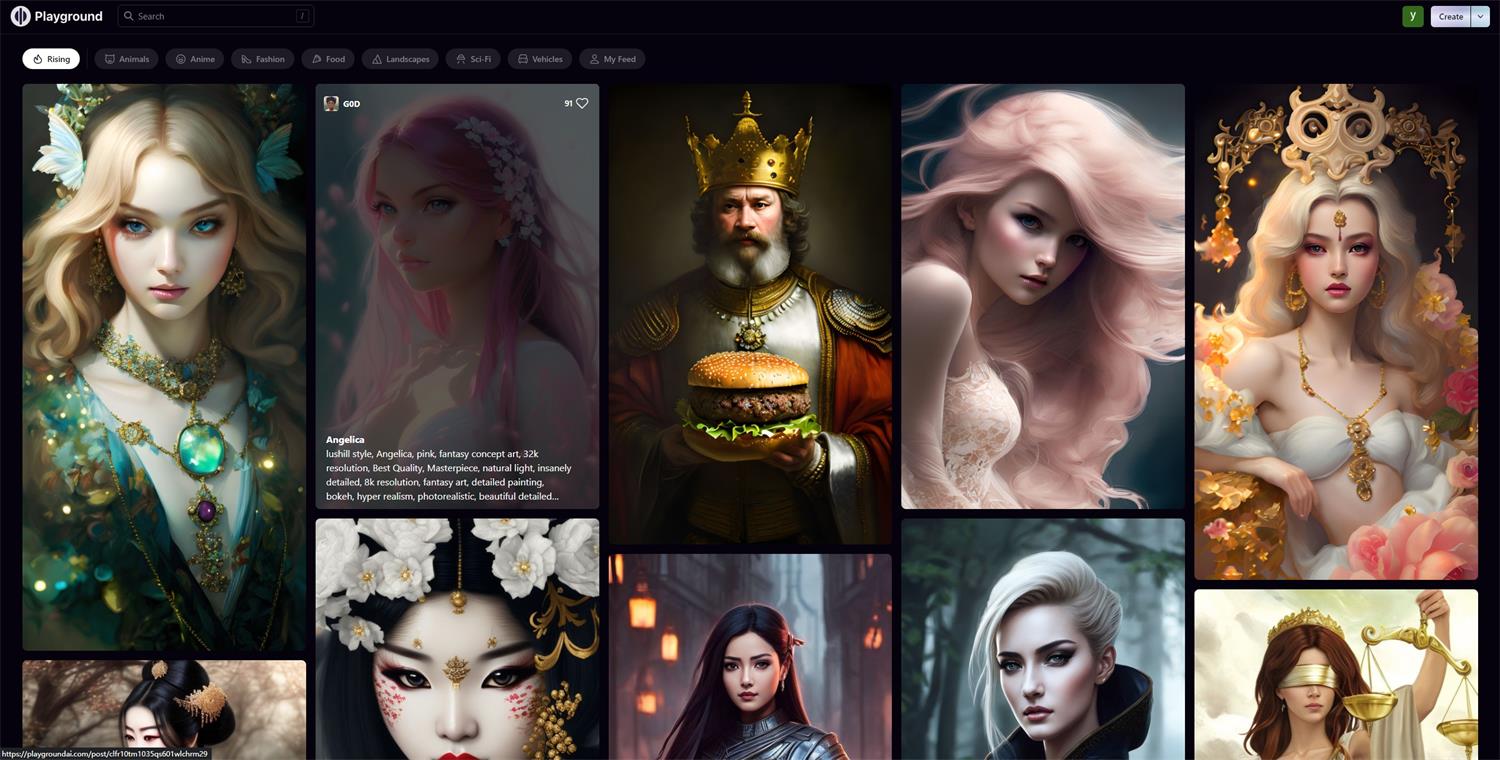 Playground
Search
/
y
Create
Rising
Animals
Anime
Fashion
Food
Landscapes
Sci-Fi
Vehicles
My Feed
G0D
91
Angelica
lushill style, Angelica, pink, fantasy concept art, 32k
resolution, Best Quality, Masterpiece, natural light, insanely
detailed, 8k resolution, fantasy art, detailed painting,
bokeh, hyper realism, photorealistic, beautiful detailed...
https://playgroundai.com/post/clfr10tm1035qs601wlchrm29